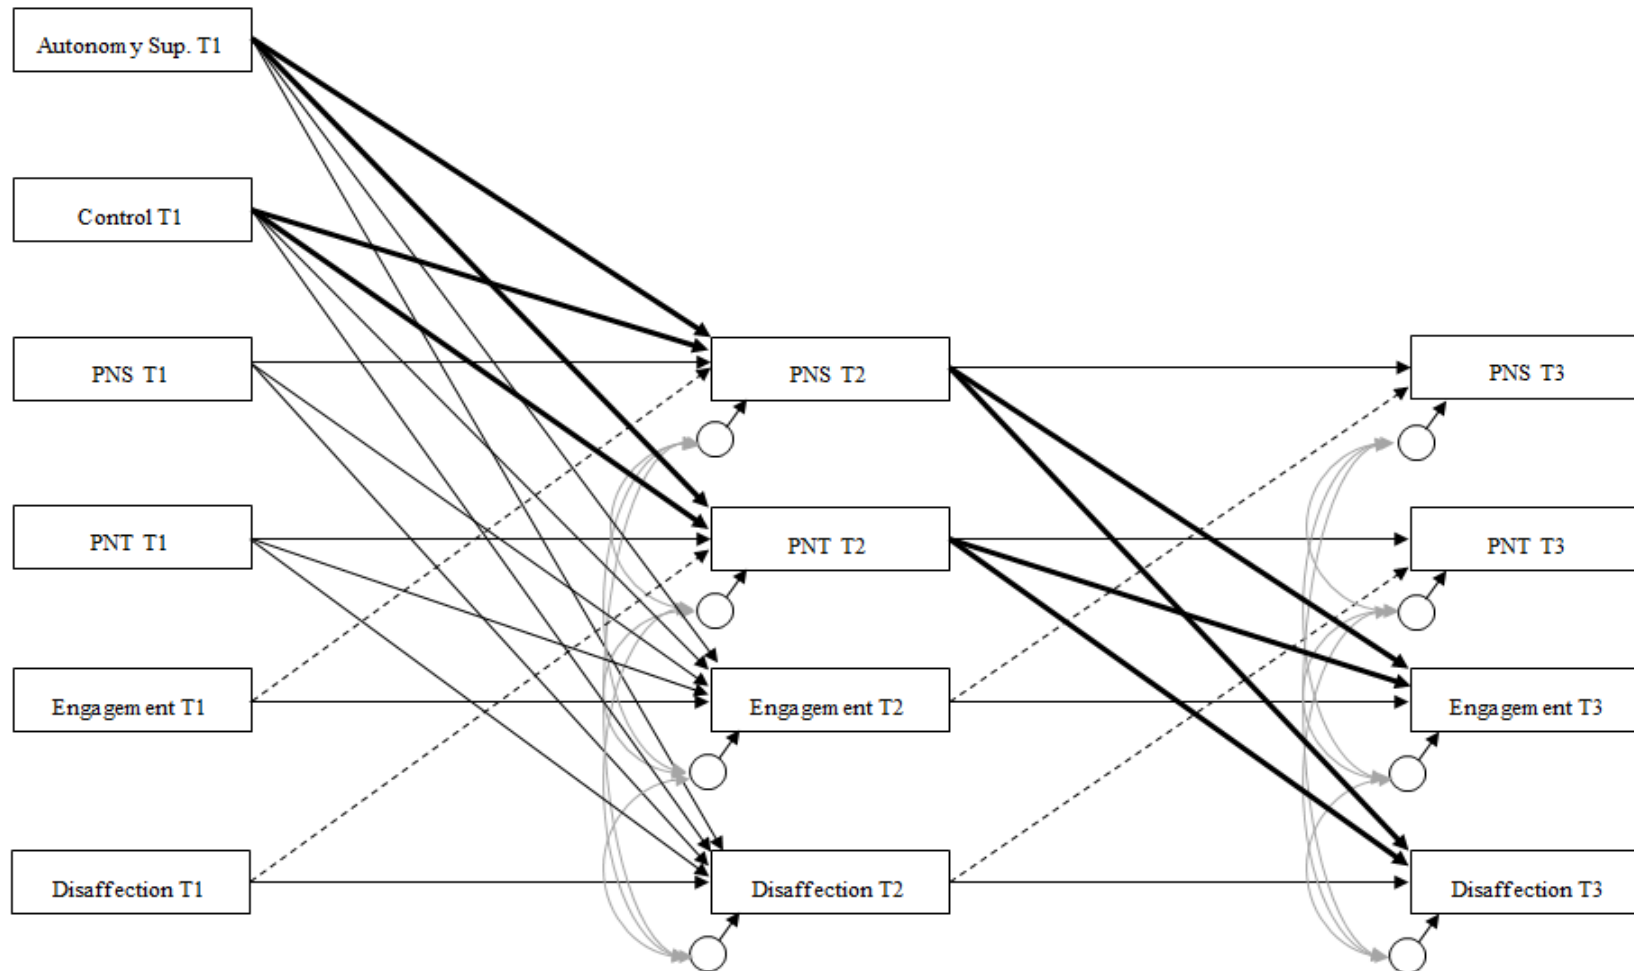 Autonomy Sup. T1
Control T1
PNS T1
PNS T2
PNS T3
PNT T1
PNT T2
PNT T3
Engagement T1
Engagement T2
Engagement T3
Disaffection T1
Disaffection T2
Disaffection T3